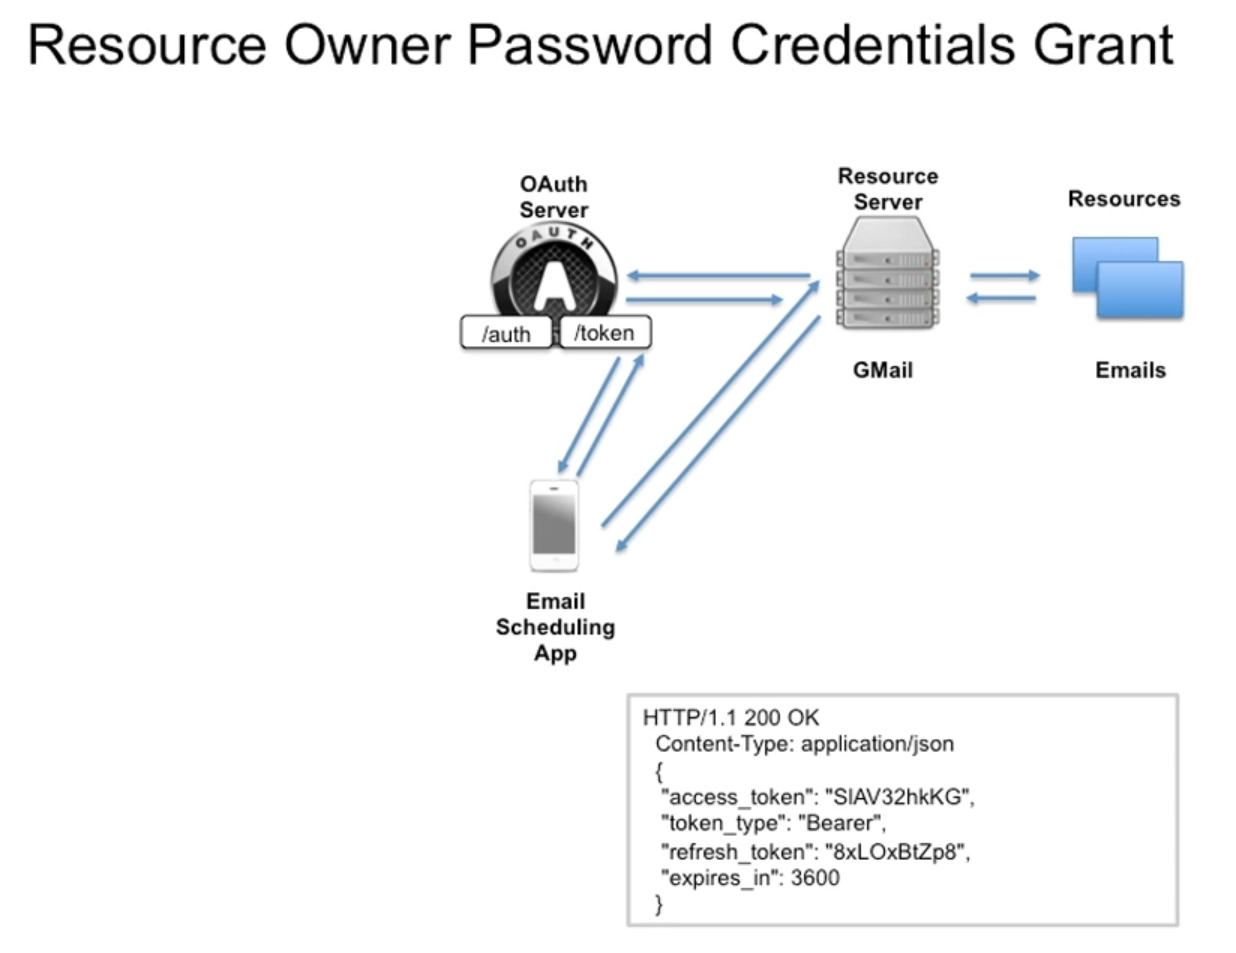 Resource Owner Password Credentials Grant
OAuth
Server
OAUTH
A
/auth
/token
Resource
Server
GMail
Resources
Emails
Email
Scheduling
App
HTTP/1.1 200 OK
Content-Type: application/json
{
"access_token": "SlAV32hkKG",
"token_type": "Bearer",
"refresh_token": "8xLOxBtZp8",
"expires_in": 3600
}